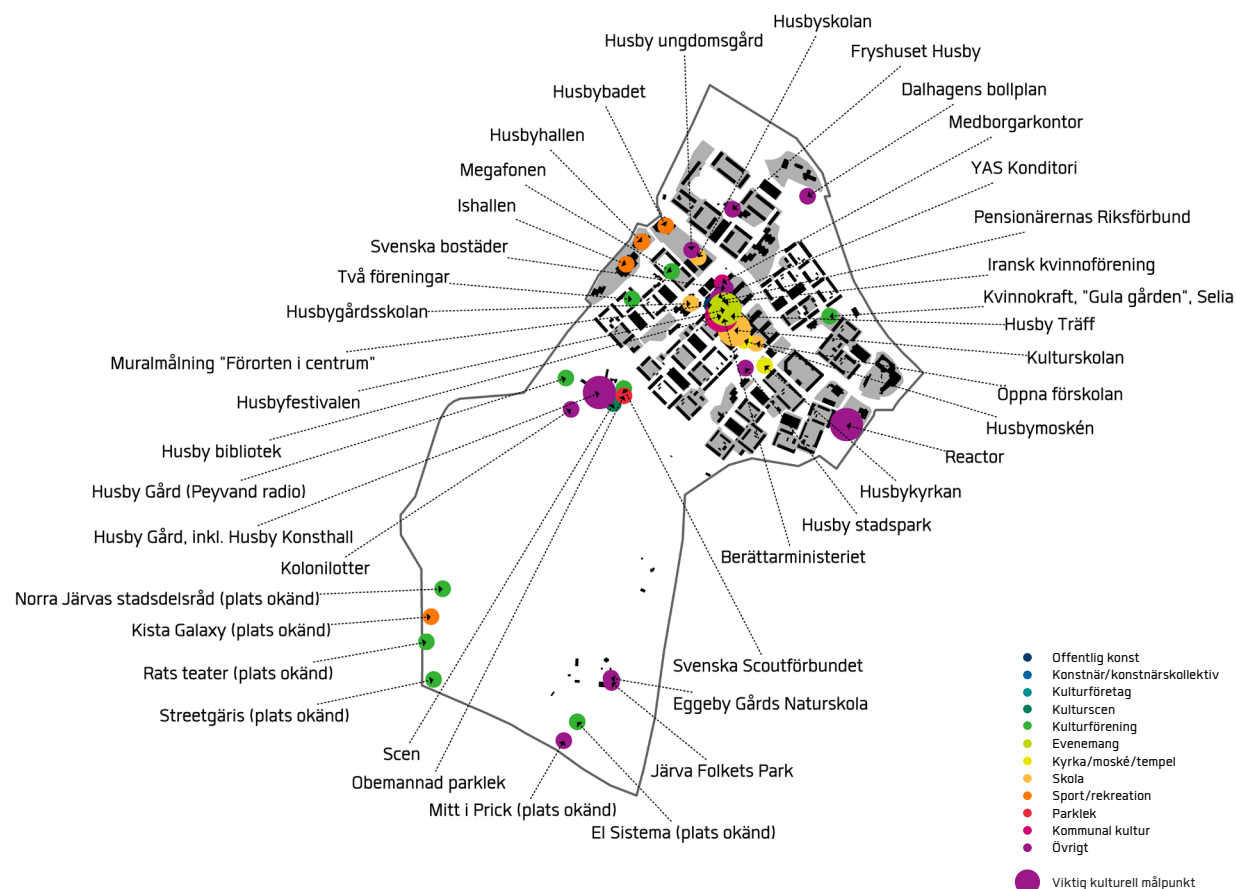 Husbyskolan
Husby ungdomsgård
Fryshuset Husby
Husbybadet
Dalhagens bollplan
Husbyhallen
Medborgarkontor
Megafonen
YAS Konditori
Ishallen
Pensionärernas Riksförbund
Svenska bostäder
Iransk kvinnoförening
Två föreningar
Kvinnokraft, "Gula gården", Selia
Husbygårdsskolan
Husby Träff
Muralmålning "Förorten i centrum"
Kulturskolan
Husbyfestivalen
Öppna förskolan
Husby bibliotek
Husbymoskén
Reactor
Husby Gård (Peyvand radio)
Husbykyrkan
Husby Gård, inkl. Husby Konsthall
Husby stadspark
Kolonilotter
Berättarministeriet
Norra Järvas stadsdelsråd (plats okänd)
Kista Galaxy (plats okänd)
Rats teater (plats okänd)
Streetgäris (plats okänd)
Svenska Scoutförbundet
Eggeby Gårds Naturskola
Scen
Järva Folkets Park
Obemannad parklek
Mitt i Prick (plats okänd)
El Sistema (plats okänd)
Offentlig konst
Konstnär/konstnärskollektiv
Kulturföretag
Kulturscen
Kulturförening
Evenemang
Kyrka/moské/tempel
Skola
Sport/rekreation
Parklek
Kommunal kultur
Övrigt
Viktig kulturell målpunkt